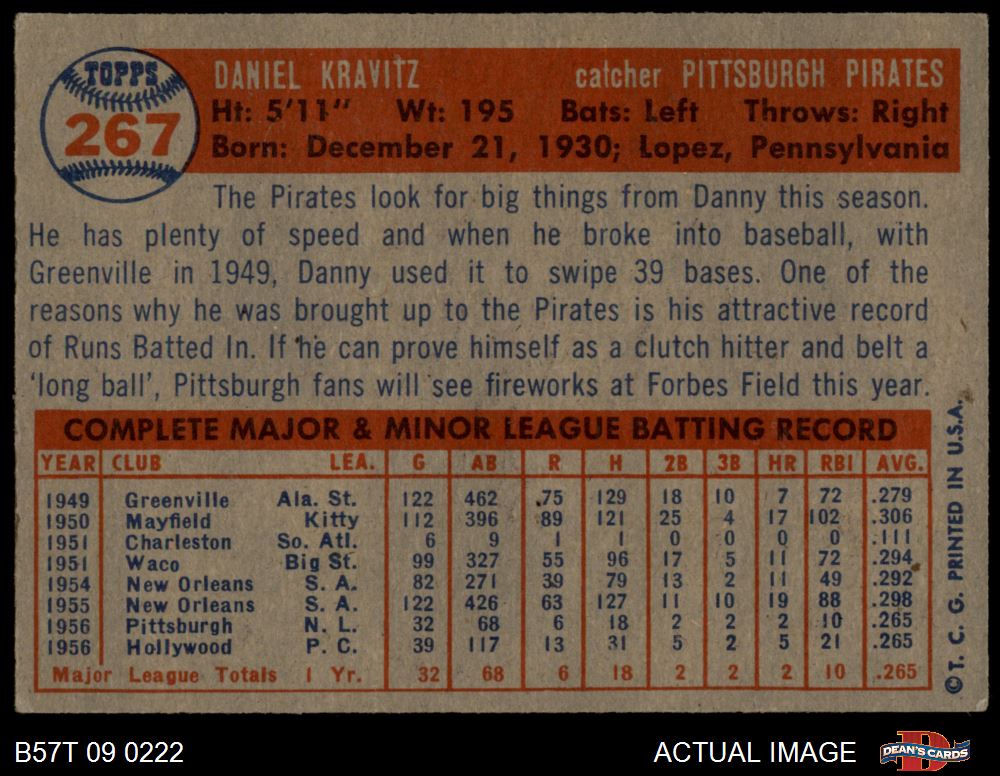 TOPPS
267
DANIEL KRAVITZ catcher PITTSBURGH PIRATES
Ht: 5'11" Wt: 195 Bats: Left Throws: Right
Born: December 21, 1930; Lopez, Pennsylvania
The Pirates look for big things from Danny this season.
He has plenty of speed and when he broke into baseball, with
Greenville in 1949, Danny used it to swipe 39 bases. One of the
reasons why he was brought up to the Pirates is his attractive record
of Runs Batted In. If he can prove himself as a clutch hitter and belt a
'long ball', Pittsburgh fans will see fireworks at Forbes Field this year.
COMPLETE MAJOR & MINOR LEAGUE BATTING RECORD
YEAR CLUB LEA. G AB R H 2B 3B HR RBI AVG.
1949 Greenville Ala. St. 122 462 75 129 18 10 7 72 .279
1950 Mayfield Kitty 112 396 89 121 25 4 17 102 .306
1951 Charleston So. Atl. 6 9 1 1 0 0 0 0 .111
1951 Waco Big St. 99 327 55 96 17 5 11 72 .294
1954 New Orleans S. A. 82 271 39 79 13 2 11 49 .292
1955 New Orleans S. A. 122 426 63 127 11 10 19 88 .298
1956 Pittsburgh N. L. 32 68 6 18 2 2 2 10 .265
1956 Hollywood P. C. 39 117 13 31 5 2 5 21 .265
Major League Totals 1 Yr. 32 68 6 18 2 2 2 10 .265
© T. C. G. PRINTED IN U.S.A.
B57T 09 0222 ACTUAL IMAGE
DEAN'S CARDS